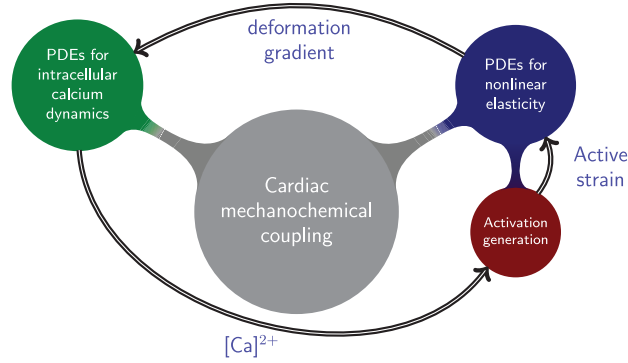 deformation
gradient
PDEs for
intracellular
calcium
dynamics
PDEs for
nonlinear
elasticity
Active
strain
Cardiac
mechanochemical
coupling
Activation
generation
[Ca]²⁺